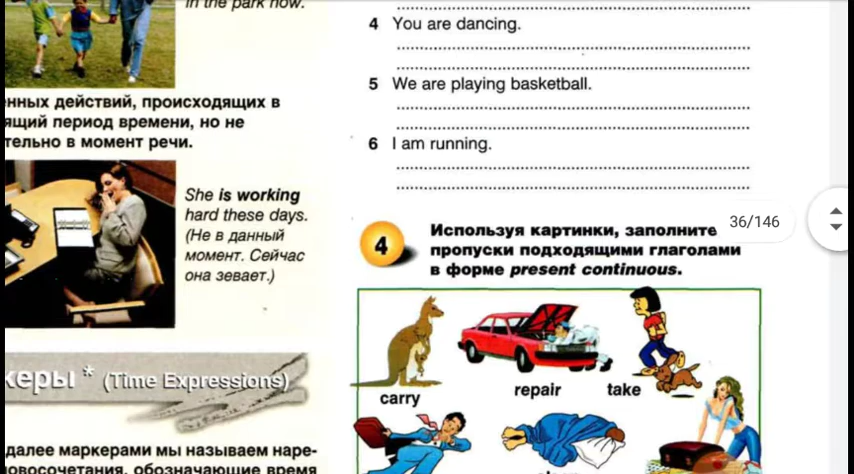 in the park now.
енных действий, происходящих в
ящий период времени, но не
тельно в момент речи.
She is working
hard these days.
(Не в данный
момент. Сейчас
она зевает.)
керы * (Time Expressions)
далее маркерами мы называем наре-
овосочетания, обозначающие время
4 You are dancing.
5 We are playing basketball.
6 I am running.
36/146
4 Используя картинки, заполните
пропуски подходящими глаголами
в форме present continuous.
carry
repair
take